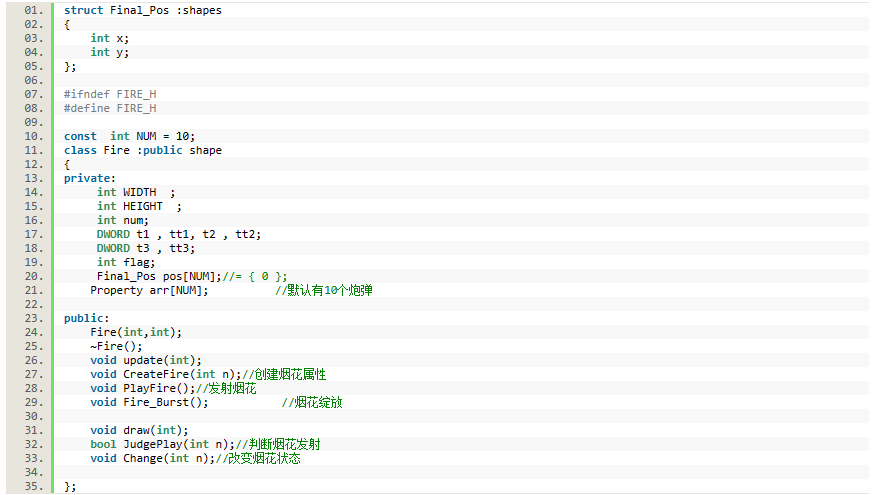 01. struct Final_Pos :shapes
02. {
03.     int x;
04.     int y;
05. };
06.
07. #ifndef FIRE_H
08. #define FIRE_H
09.
10. const  int NUM = 10;
11. class Fire :public shape
12. {
13. private:
14.      int WIDTH  ;
15.      int HEIGHT  ;
16.      int num;
17.      DWORD t1 , tt1, t2 , tt2;
18.      DWORD t3 , tt3;
19.      int flag;
20.      Final_Pos pos[NUM];//= { 0 };
21.     Property arr[NUM];          //默认有10个炮弹
22.
23. public:
24.     Fire(int,int);
25.     ~Fire();
26.     void update(int);
27.     void CreateFire(int n);//创建烟花属性
28.     void PlayFire();//发射烟花
29.     void Fire_Burst();           //烟花绽放
30.
31.     void draw(int);
32.     bool JudgePlay(int n);//判断烟花发射
33.     void Change(int n);//改变烟花状态
34.
35. };